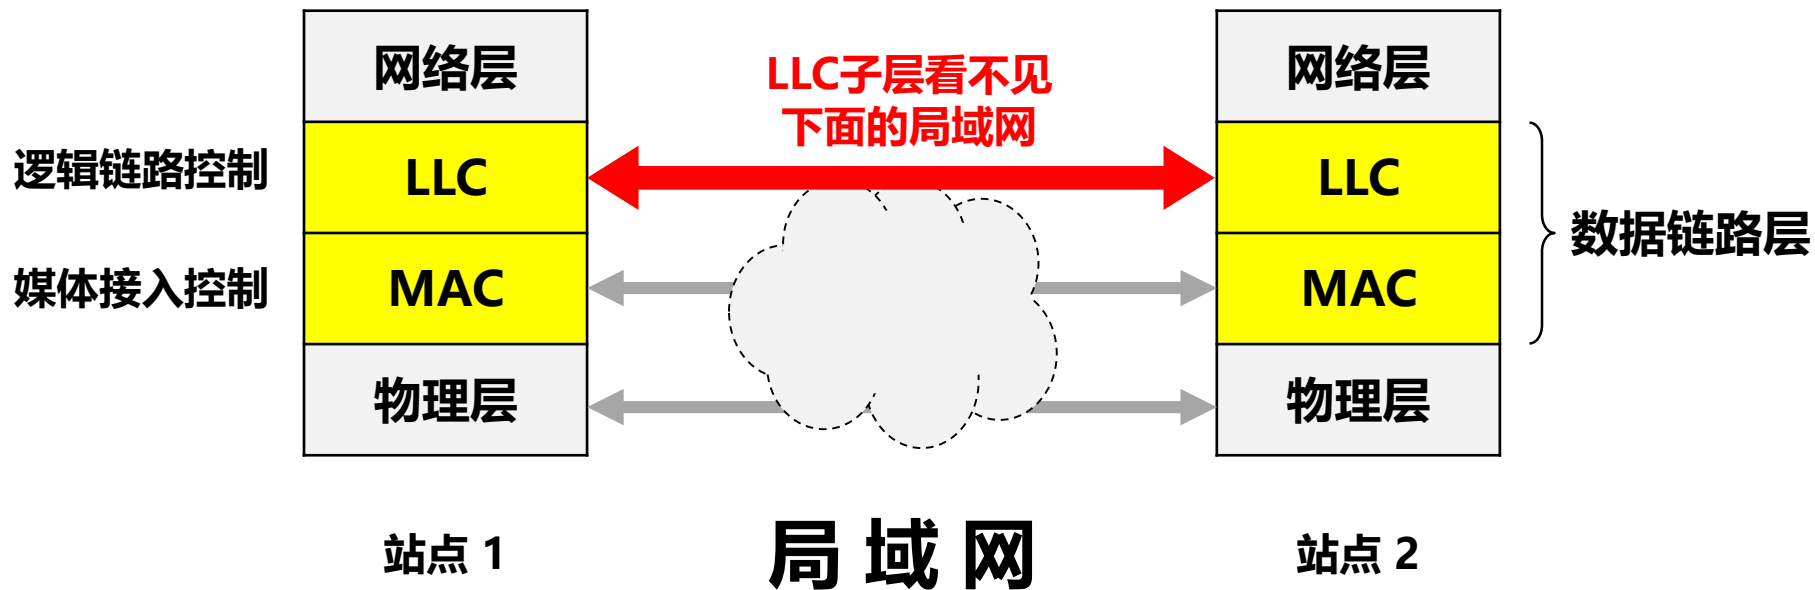 网络层
LLC子层看不见
下面的局域网
网络层
逻辑链路控制
LLC
LLC
数据链路层
媒体接入控制
MAC
MAC
物理层
物理层
站点 1
局域网
站点 2